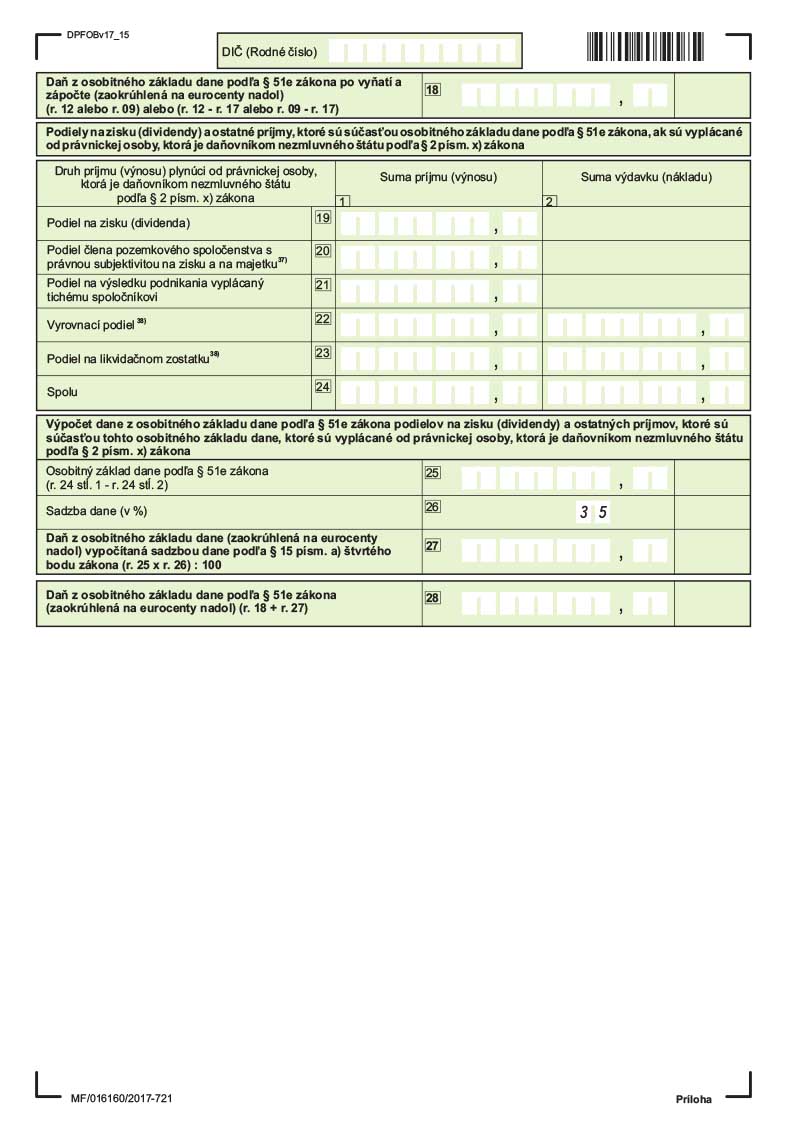 DPFOBv17_15
DIČ (Rodné číslo)
Daň z osobitného základu dane podľa § 51e zákona po vyňatí a
zápočte (zaokrúhlená na eurocenty nadol)
(r. 12 alebo r. 09) alebo (r. 12 - r. 17 alebo r. 09 - r. 17)
18
,
Podiely na zisku (dividendy) a ostatné príjmy, ktoré sú súčasťou osobitného základu dane podľa § 51e zákona, ak sú vyplácané
od právnickej osoby, ktorá je daňovníkom nezmluvného štátu podľa § 2 písm. x) zákona
Druh príjmu (výnosu) plynúci od právnickej osoby,
ktorá je daňovníkom nezmluvného štátu
podľa § 2 písm. x) zákona
Suma príjmu (výnosu)
1
Suma výdavku (nákladu)
2
Podiel na zisku (dividenda)
19
,
Podiel člena pozemkového spoločenstva s
právnou subjektivitou na zisku a na majetku37)
20
,
Podiel na výsledku podnikania vyplácaný
tichému spoločníkovi
21
,
Vyrovnací podiel 38)
22
, ,
Podiel na likvidačnom zostatku38)
23
, ,
Spolu
24
, ,
Výpočet dane z osobitného základu dane podľa § 51e zákona podielov na zisku (dividendy) a ostatných príjmov, ktoré sú
súčasťou tohto osobitného základu dane, ktoré sú vyplácané od právnickej osoby, ktorá je daňovníkom nezmluvného štátu
podľa § 2 písm. x) zákona
Osobitný základ dane podľa § 51e zákona
(r. 24 stĺ. 1 - r. 24 stĺ. 2)
25
,
Sadzba dane (v %)
26
3 5
Daň z osobitného základu dane (zaokrúhlená na eurocenty
nadol) vypočítaná sadzbou dane podľa § 15 písm. a) štvrtého
bodu zákona (r. 25 x r. 26) : 100
27
,
Daň z osobitného základu dane podľa § 51e zákona
(zaokrúhlená na eurocenty nadol) (r. 18 + r. 27)
28
,
MF/016160/2017-721
Príloha